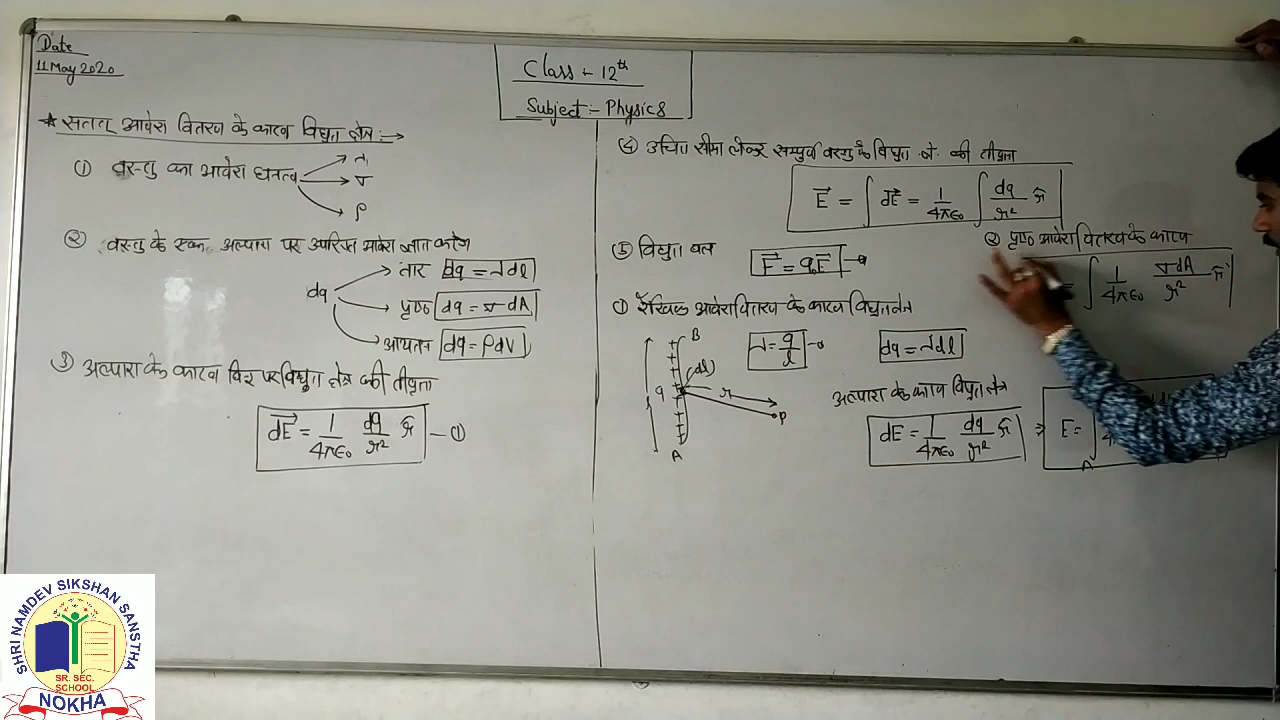 Date
11 May 2020
Class - 12th
Subject:- Physics
* सतत् आवेश वितरण के कारण विद्युत क्षेत्र:→
① वस्तु का आवेश घनत्व
λ
σ
ρ
② वस्तु के एक अल्पांश पर उपस्थित आवेश ज्ञात करेंगे
dq
तार dq = λdl
पृष्ठ dq = σ dA
आयतन dq = ρdV
③ अल्पांश के कारण बिन्दु पर विद्युत क्षेत्र की तीव्रता
dE⃗ = 1/4πε₀ dq/r² r̂ —①
④ उचित सीमा लेकर सम्पूर्ण वस्तु के विद्युत क्षे. की तीव्रता
E⃗ = ∫ dE⃗ = 1/4πε₀ ∫ dq/r² r̂
⑤ विद्युत बल F⃗ = q₀E⃗
① रैखिक आवेश वितरण के कारण विद्युत क्षेत्र
B
dl
q
r
P
A
λ = q/l
dq = λdl
अल्पांश के कारण विद्युत क्षेत्र
dE = 1/4πε₀ dq/r² r̂ ⇒ E = ∫
A
② पृष्ठ आवेश वितरण के कारण
= ∫ 1/4πε₀ σdA/r² r̂
SHRI NAMDEV SIKSHAN SANSTHA
SR. SEC.
SCHOOL
NOKHA